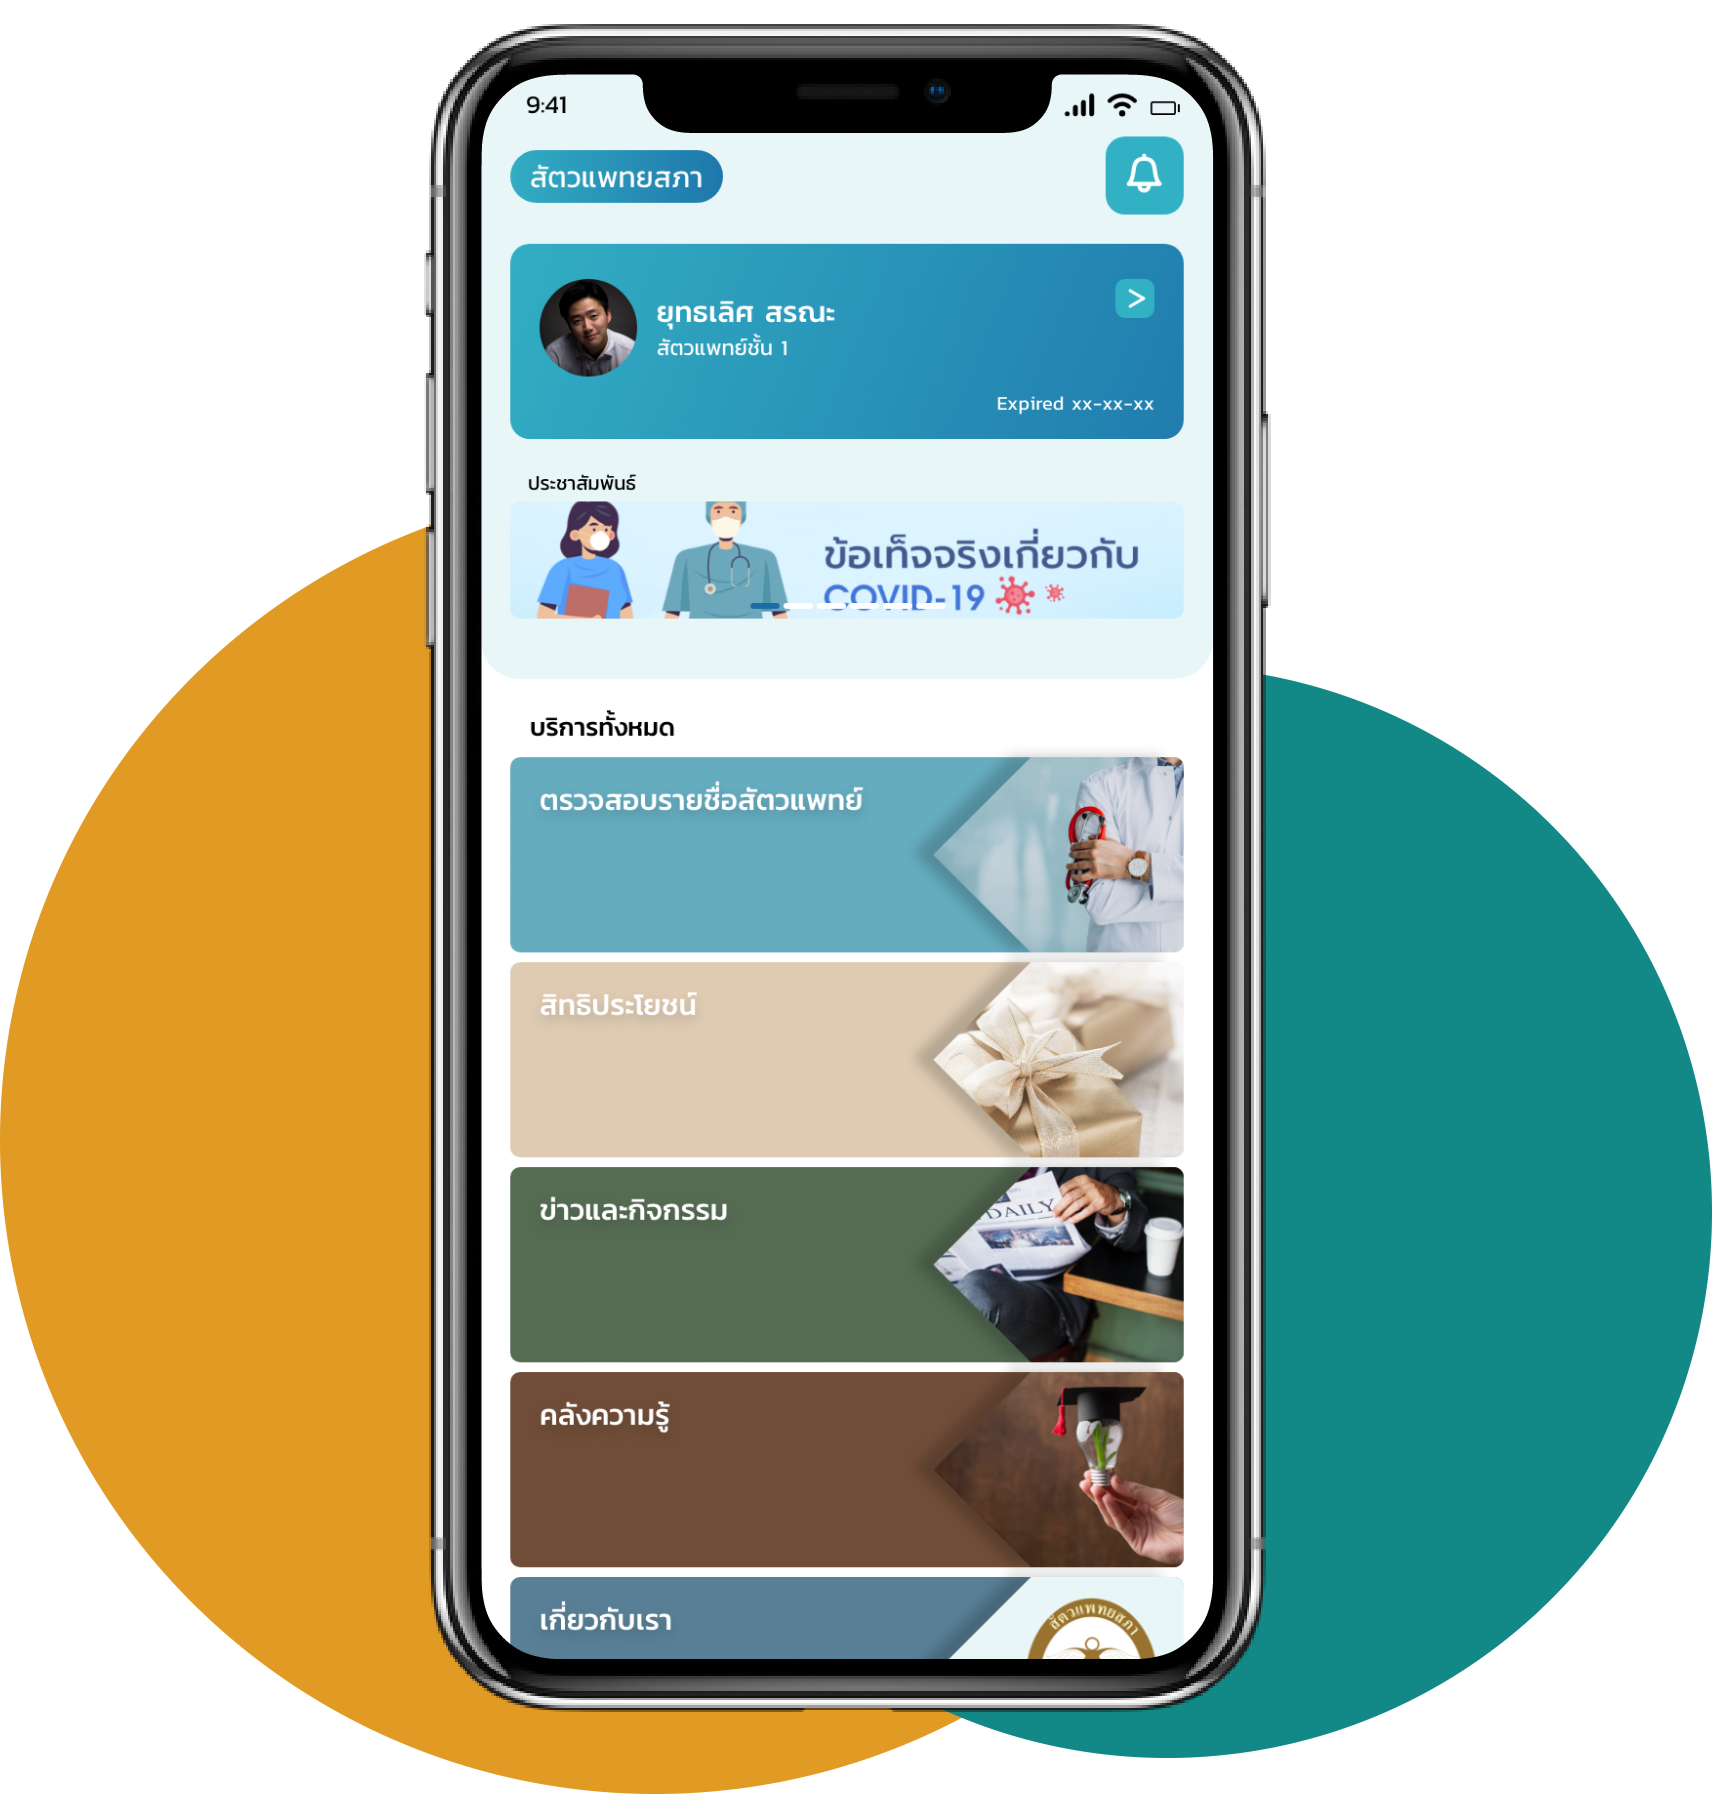 9:41
สัตวแพทยสภา
ยุทธเลิศ สรณะ
สัตวแพทย์ชั้น 1
>
Expired xx-xx-xx
ประชาสัมพันธ์
ข้อเท็จจริงเกี่ยวกับ
COVID-19
บริการทั้งหมด
ตรวจสอบรายชื่อสัตวแพทย์
สิทธิประโยชน์
ข่าวและกิจกรรม
DAILY
คลังความรู้
เกี่ยวกับเรา
สัตวแพทยสภา